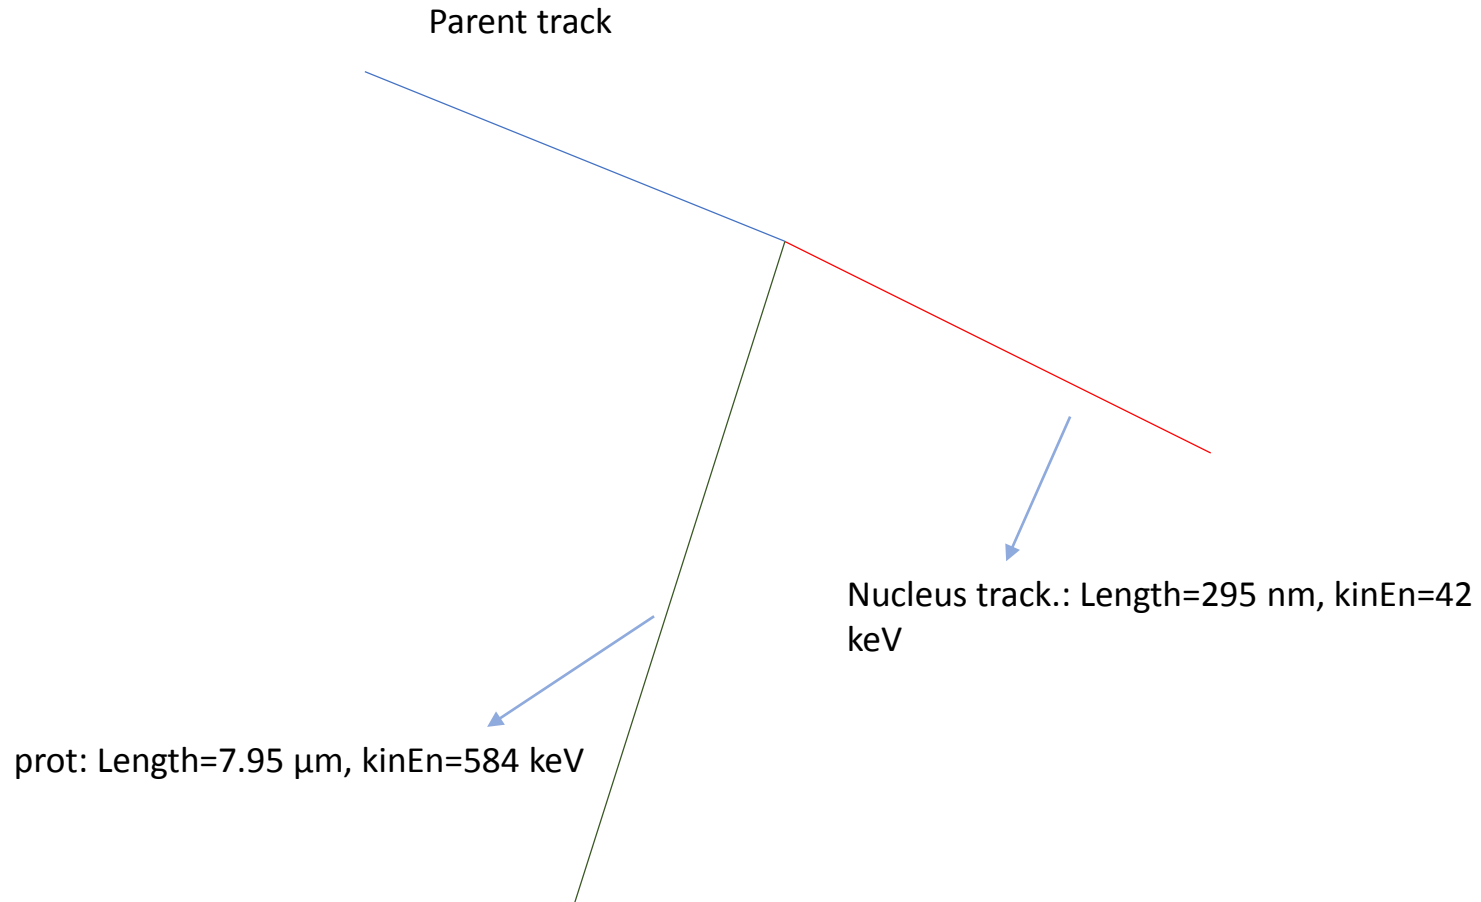 Parent track
Nucleus track.: Length=295 nm, kinEn=42
keV
prot: Length=7.95 µm, kinEn=584 keV